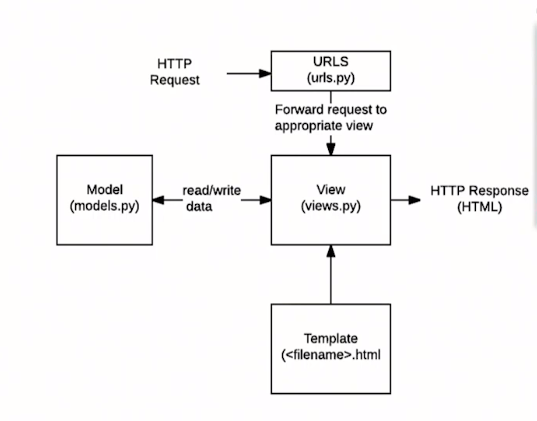 HTTP
Request
URLS
(urls.py)
Forward request to
appropriate view
Model
(models.py)
read/write
data
View
(views.py)
HTTP Response
(HTML)
Template
(<filename>.html